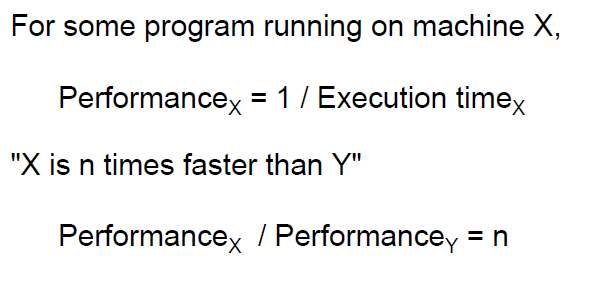 For some program running on machine X,
Performancex = 1 / Execution timex
"X is n times faster than Y"
Performancex / PerformanceY = n